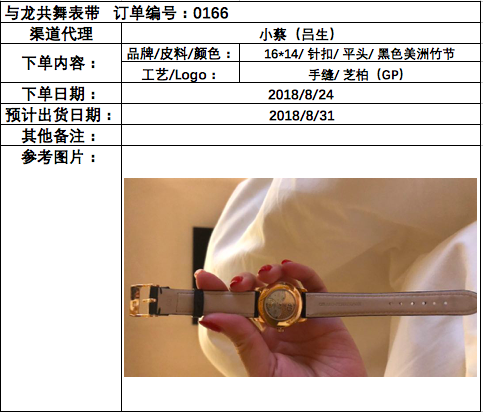 与龙共舞表带 订单编号：0166
渠道代理 小蔡（吕生）
下单内容： 品牌/皮料/颜色： 16*14/ 针扣/ 平头/ 黑色美洲竹节
工艺/Logo： 手缝/ 芝柏（GP）
下单日期： 2018/8/24
预计出货日期： 2018/8/31
其他备注：
参考图片：